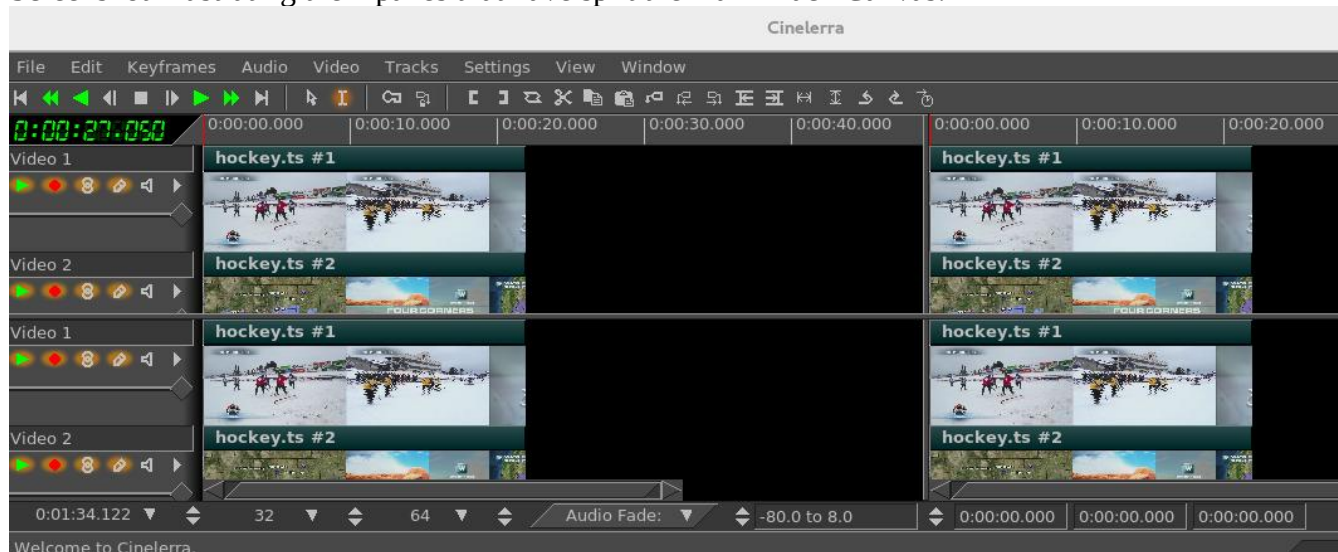 Cinelerra
File Edit Keyframes Audio Video Tracks Settings View Window
0:00:27.050 0:00:00.000 0:00:10.000 0:00:20.000 0:00:30.000 0:00:40.000 0:00:00.000 0:00:10.000 0:00:20.000
Video 1 hockey.ts #1 hockey.ts #1
Video 2 hockey.ts #2 hockey.ts #2
FOUR CORNERS FOUR CORNERS
Video 1 hockey.ts #1 hockey.ts #1
Video 2 hockey.ts #2 hockey.ts #2
0:01:34.122 32 64 Audio Fade: -80.0 to 8.0 0:00:00.000 0:00:00.000 0:00:00.000
Welcome to Cinelerra.